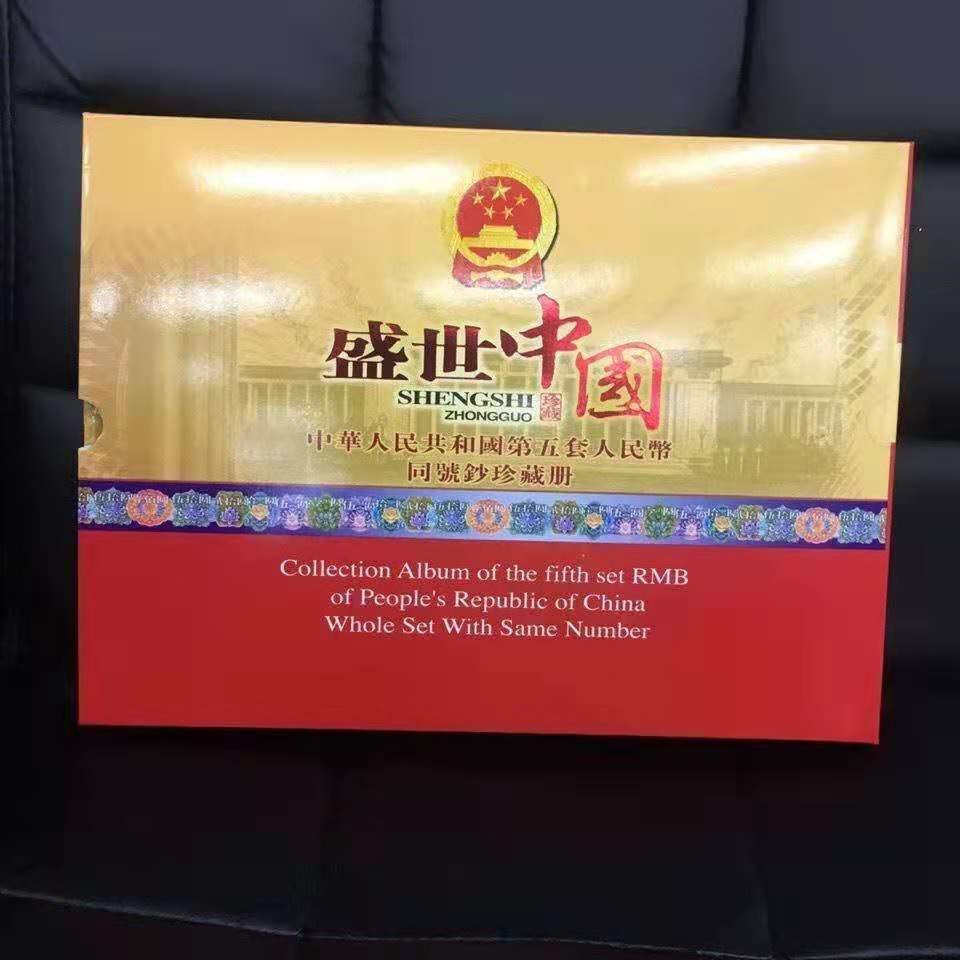 盛世中國
SHENGSHI
ZHONGGUO
珍藏
中華人民共和國第五套人民幣
同號鈔珍藏册
Collection Album of the fifth set RMB
of People's Republic of China
Whole Set With Same Number